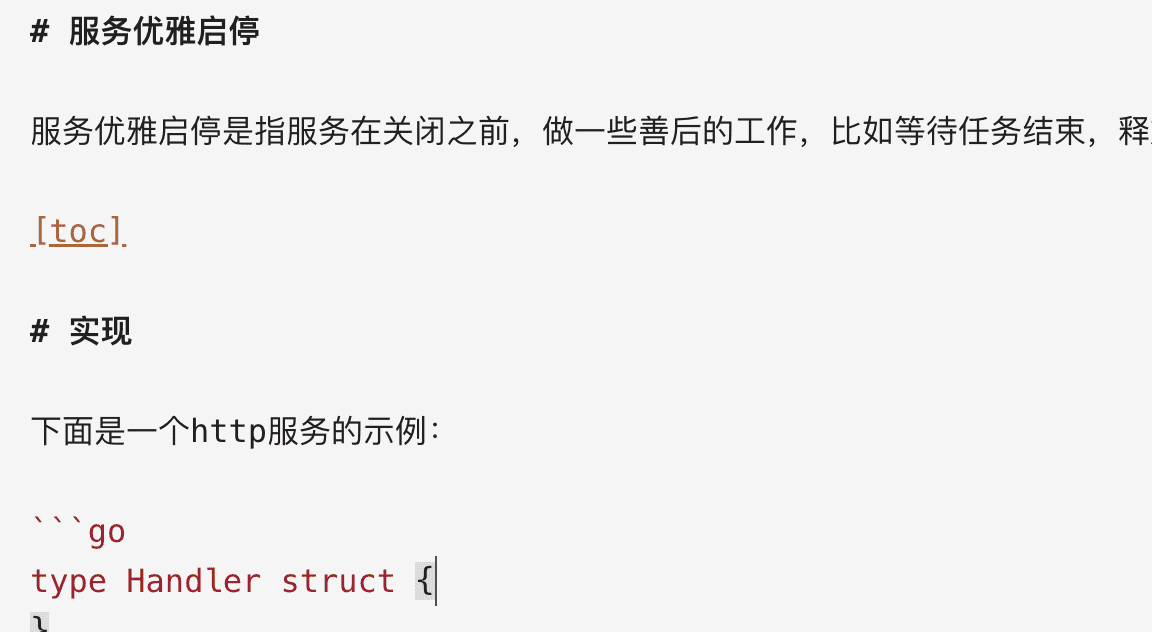 # 服务优雅启停
服务优雅启停是指服务在关闭之前，做一些善后的工作，比如等待任务结束，释
[toc]
# 实现
下面是一个http服务的示例：
```go
type Handler struct {
}